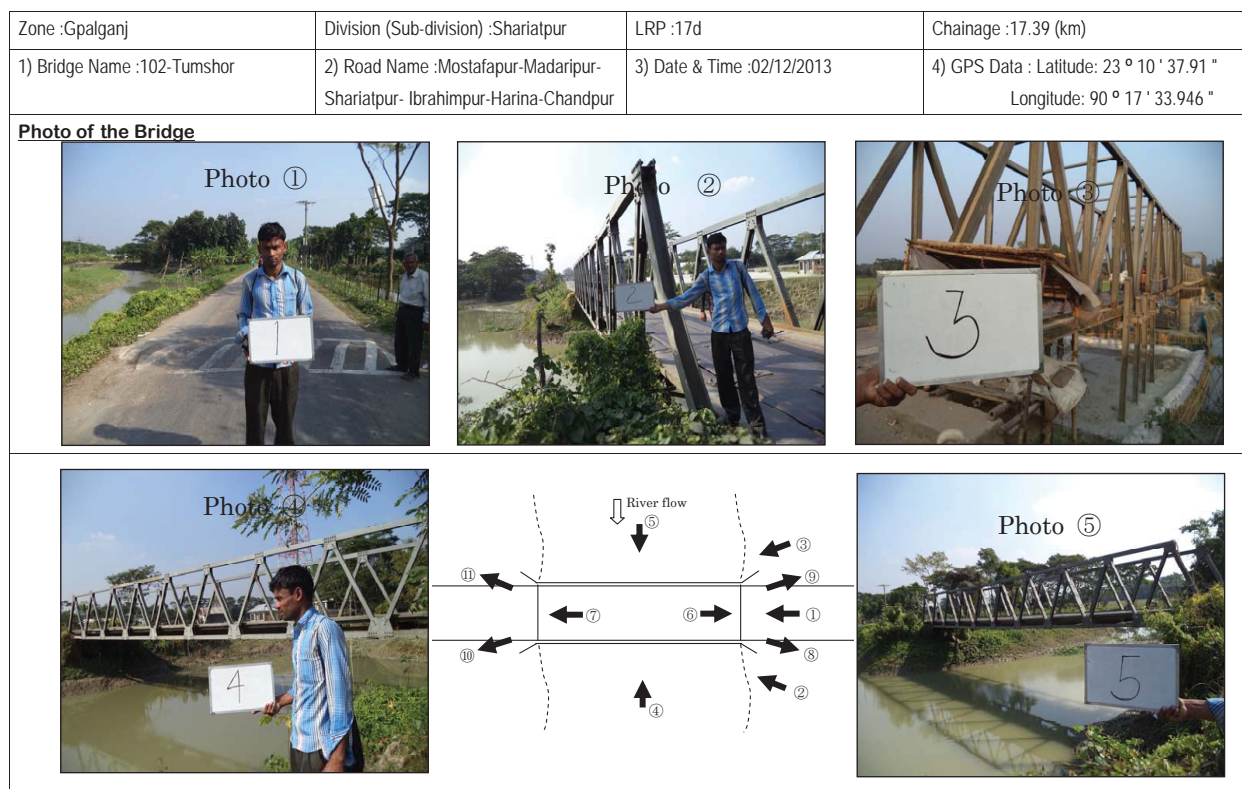 Zone :Gpalganj
Division (Sub-division) :Shariatpur
LRP :17d
Chainage :17.39 (km)
1) Bridge Name :102-Tumshor
2) Road Name :Mostafapur-Madaripur-
Shariatpur- Ibrahimpur-Harina-Chandpur
3) Date & Time :02/12/2013
4) GPS Data : Latitude: 23 º 10 ' 37.91 "
Longitude: 90 º 17 ' 33.946 "
Photo of the Bridge
Photo ①
1
Photo ②
2
Photo ③
3
Photo ④
4
River flow
⑤
③
⑪
⑨
⑦
⑥
①
⑩
⑧
②
④
Photo ⑤
5